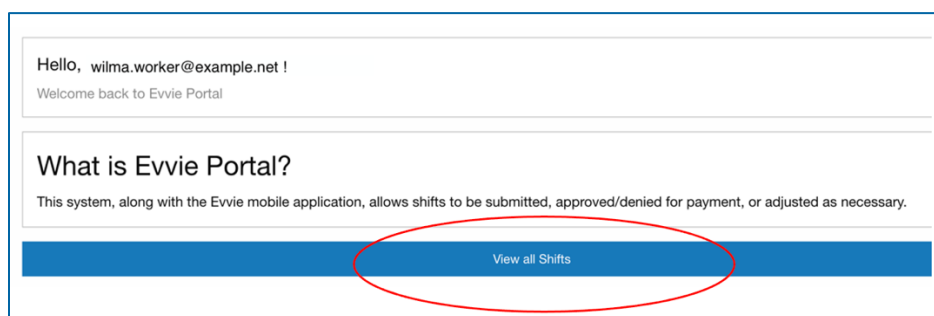 Hello, wilma.worker@example.net !
Welcome back to Evvie Portal
What is Evvie Portal?
This system, along with the Evvie mobile application, allows shifts to be submitted, approved/denied for payment, or adjusted as necessary.
View all Shifts